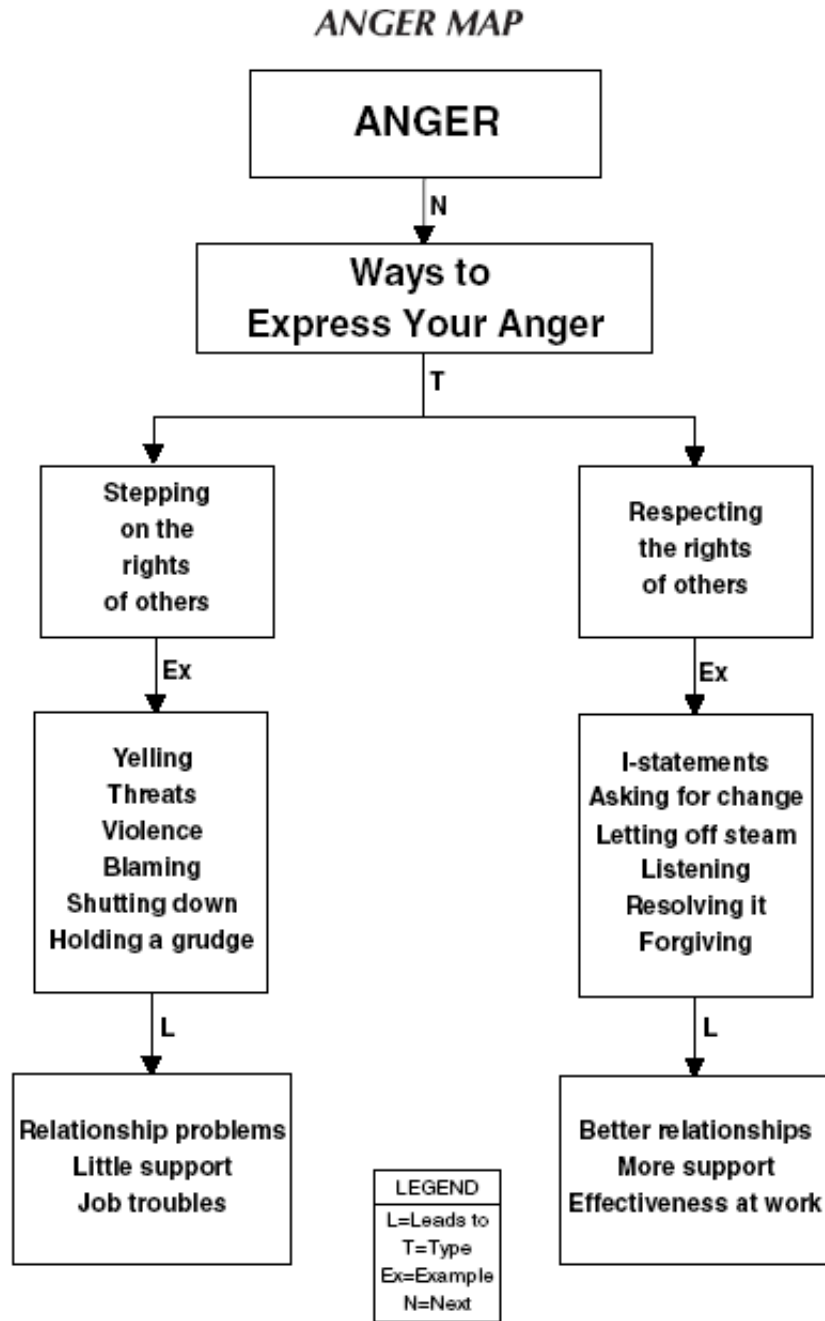 ANGER MAP
ANGER
N
Ways to
Express Your Anger
T
Stepping
on the
rights
of others
Respecting
the rights
of others
Ex
Ex
Yelling
Threats
Violence
Blaming
Shutting down
Holding a grudge
I-statements
Asking for change
Letting off steam
Listening
Resolving it
Forgiving
L
L
Relationship problems
Little support
Job troubles
Better relationships
More support
Effectiveness at work
LEGEND
L=Leads to
T=Type
Ex=Example
N=Next